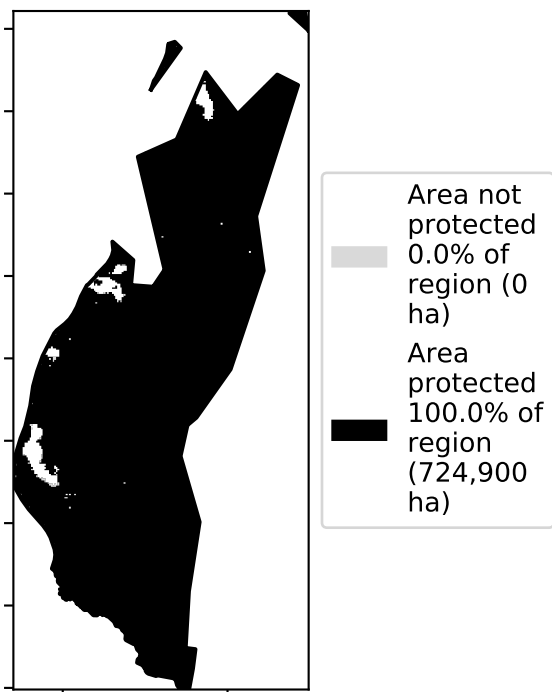 Area not
protected
0.0% of
region (0
ha)
Area
protected
100.0% of
region
(724,900
ha)